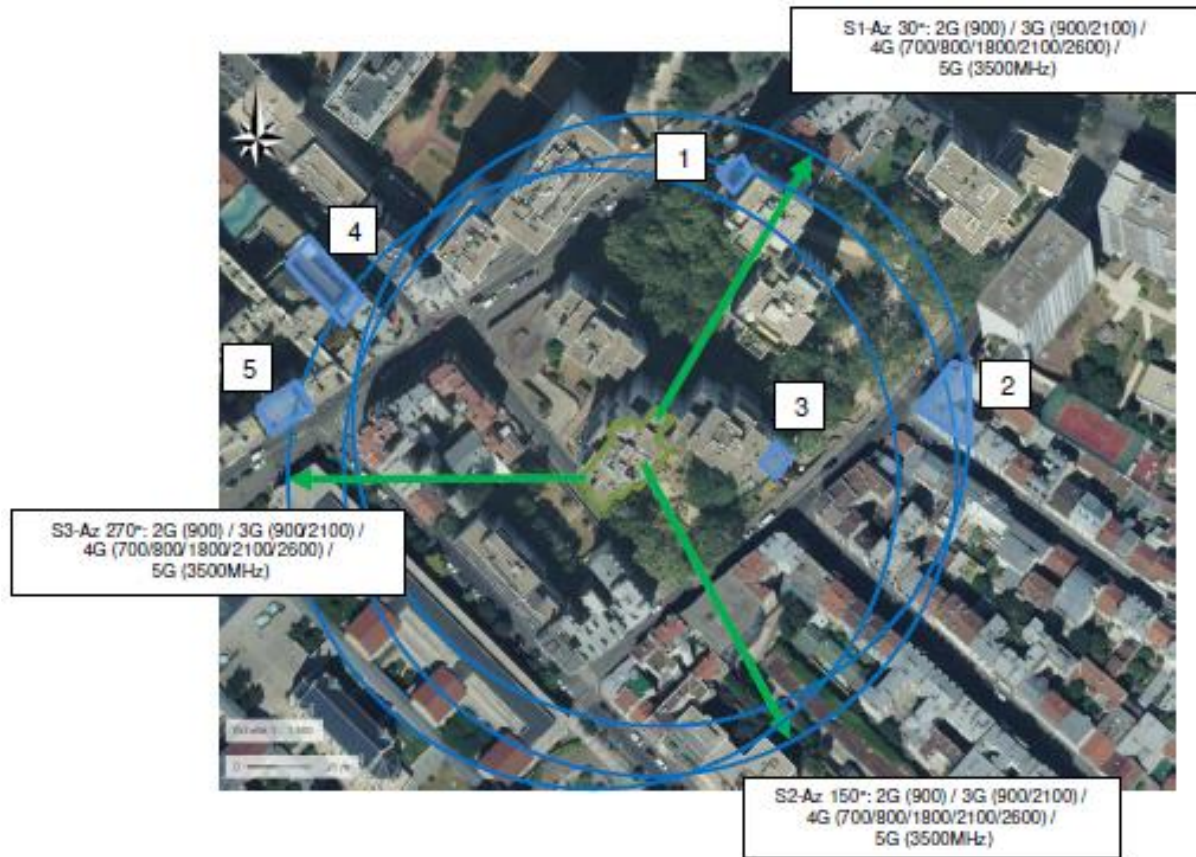 S1-Az 30°: 2G (900) / 3G (900/2100) /
4G (700/800/1800/2100/2600) /
5G (3500MHz)
1
4
5
2
3
S3-Az 270°: 2G (900) / 3G (900/2100) /
4G (700/800/1800/2100/2600) /
5G (3500MHz)
0
S2-Az 150°: 2G (900) / 3G (900/2100) /
4G (700/800/1800/2100/2600) /
5G (3500MHz)